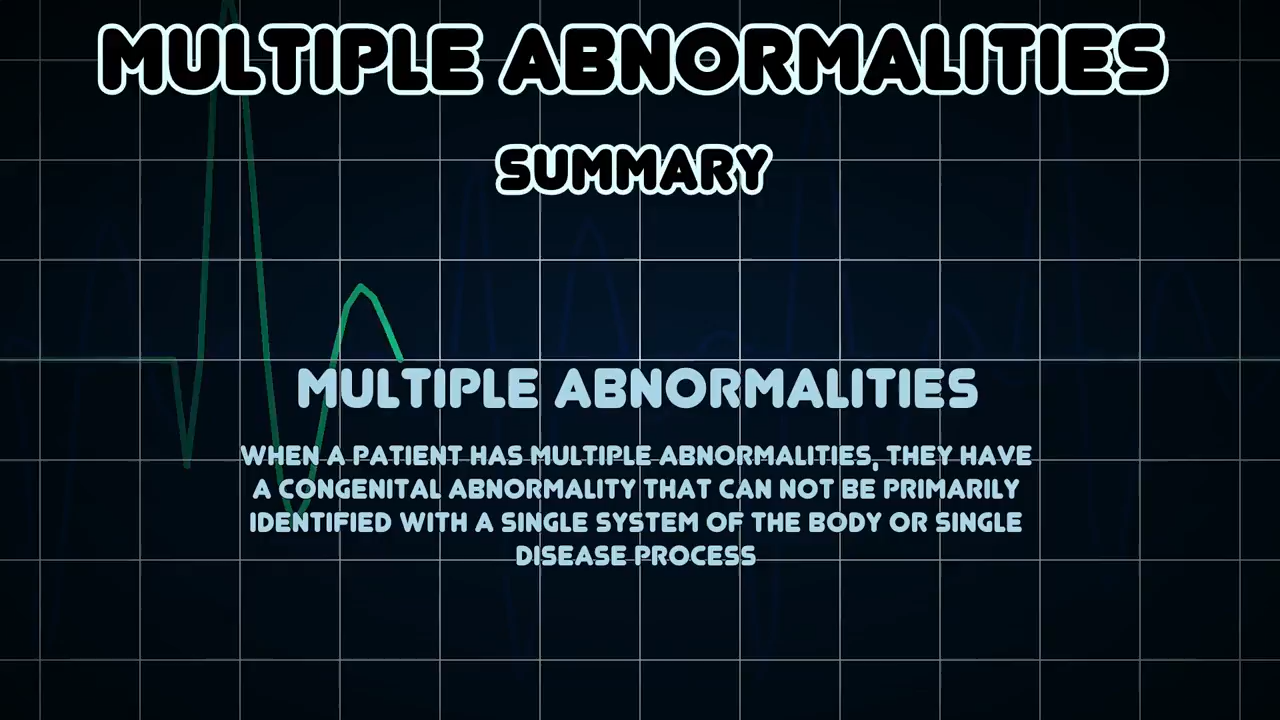 MULTIPLE ABNORMALITIES
SUMMARY
MULTIPLE ABNORMALITIES
WHEN A PATIENT HAS MULTIPLE ABNORMALITIES, THEY HAVE
A CONGENITAL ABNORMALITY THAT CAN NOT BE PRIMARILY
IDENTIFIED WITH A SINGLE SYSTEM OF THE BODY OR SINGLE
DISEASE PROCESS